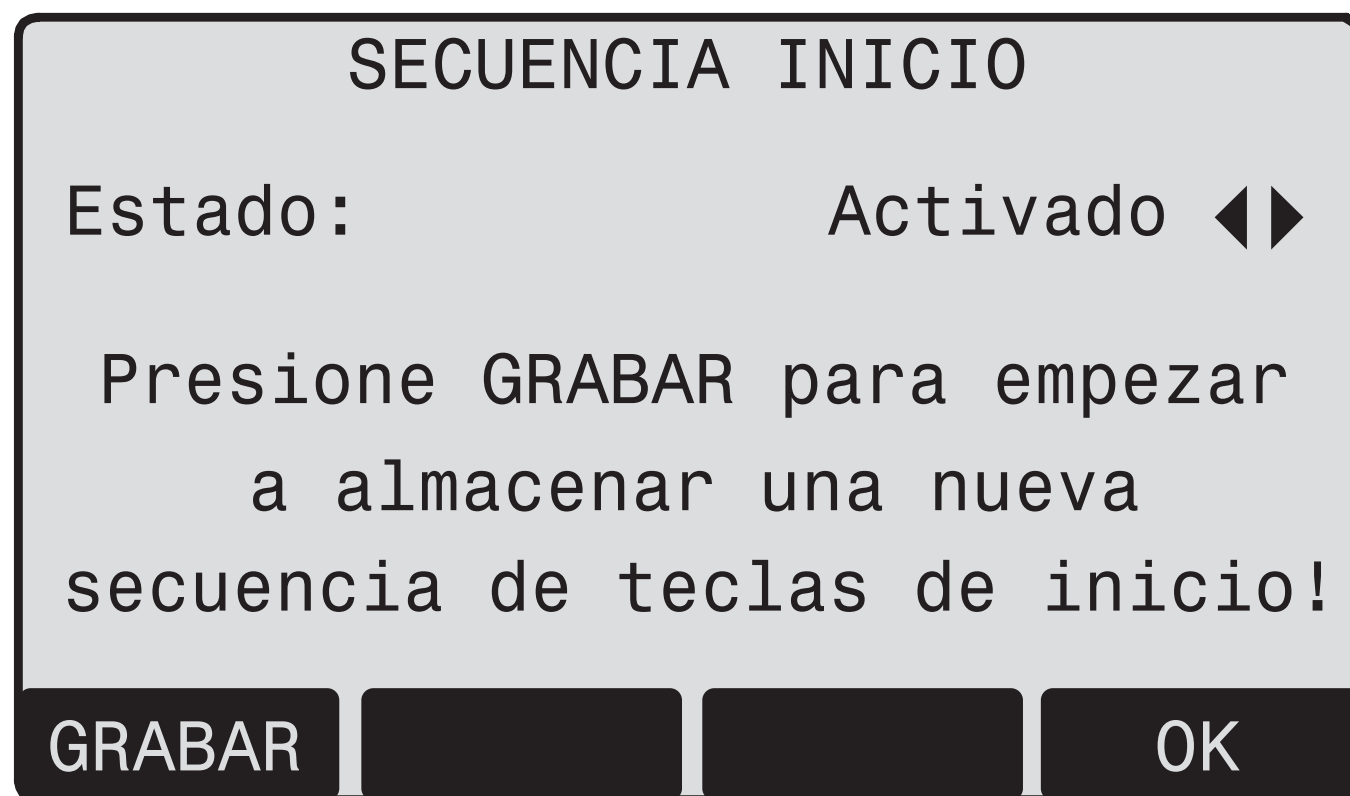 SECUENCIA INICIO
Estado: Activado
Presione GRABAR para empezar
a almacenar una nueva
secuencia de teclas de inicio!
GRABAR OK